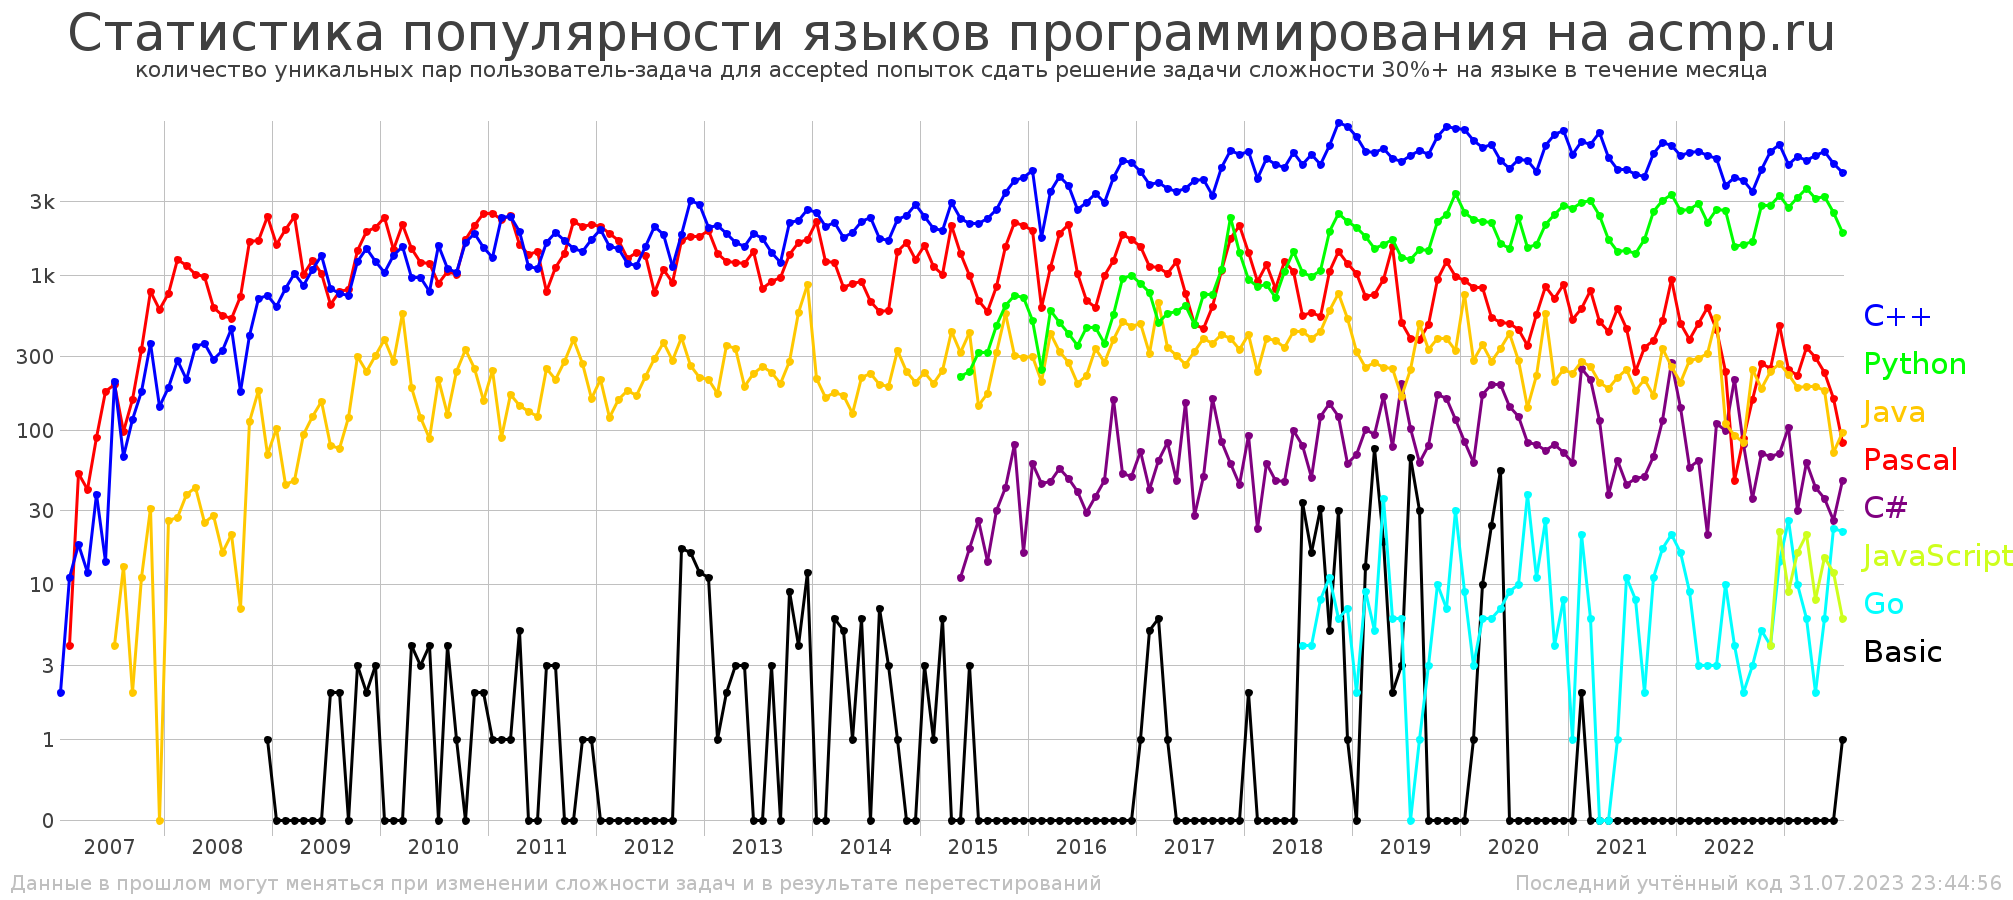 Статистика популярности языков программирования на acmp.ru
количество уникальных пар пользователь-задача для accepted попыток сдать решение задачи сложности 30%+ на языке в течение месяца
3k
1k
300
100
30
10
3
1
0
C++
Python
Java
Pascal
C#
JavaScript
Go
Basic
2007 2008 2009 2010 2011 2012 2013 2014 2015 2016 2017 2018 2019 2020 2021 2022
Данные в прошлом могут меняться при изменении сложности задач и в результате перетестирований
Последний учтённый код 31.07.2023 23:44:56